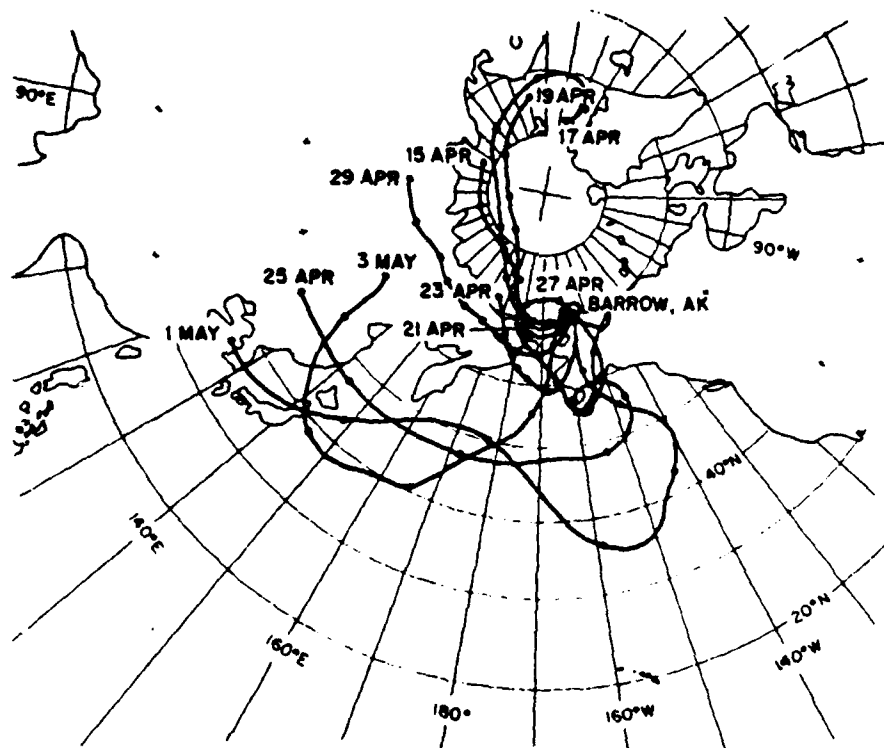 90°E
19 APR
17 APR
15 APR
29 APR
90°W
3 MAY
25 APR
27 APR
23 APR
BARROW, AK
21 APR
1 MAY
40°N
140°E
20°N
160°E
140°W
180°
160°W